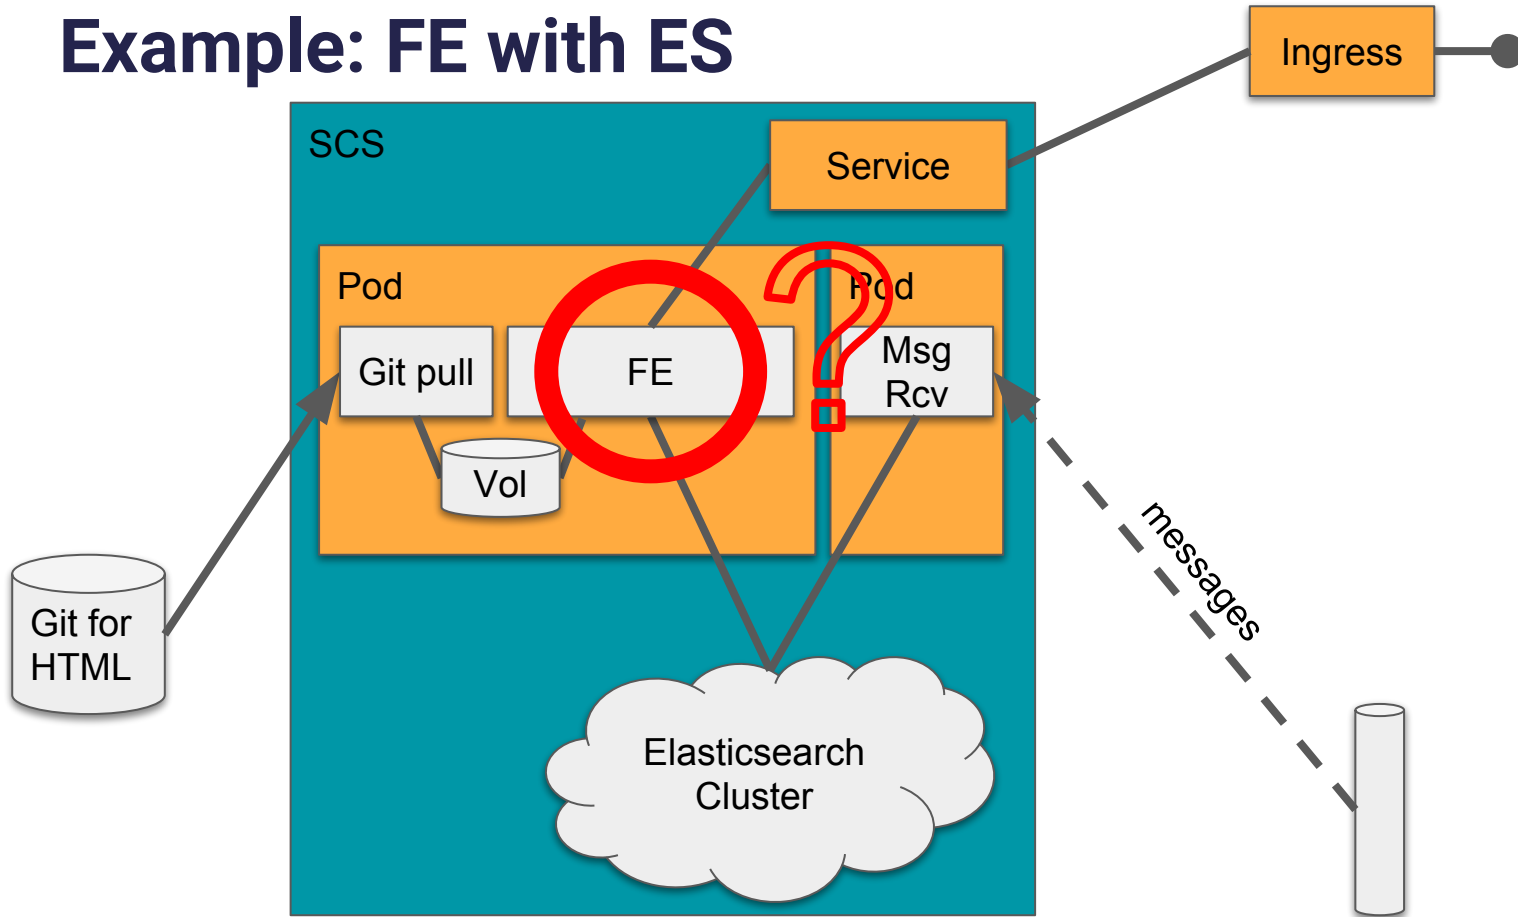 Example: FE with ES
Ingress
SCS
Service
Pod
Pod
Git pull
FE
Msg
Rcv
Vol
?
messages
Git for
HTML
Elasticsearch
Cluster